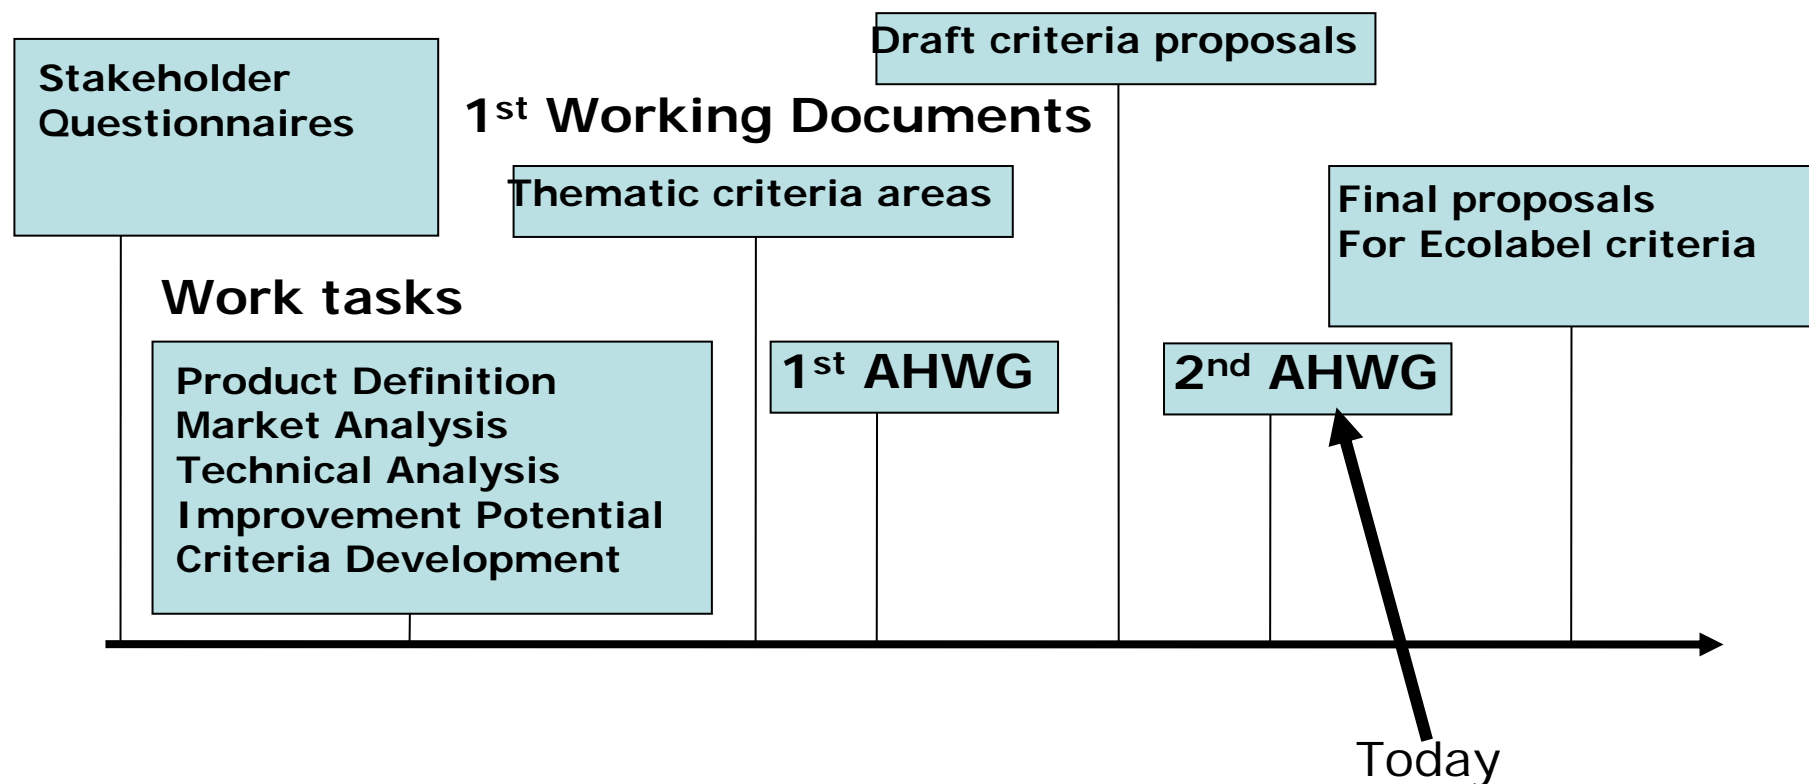 Stakeholder
Questionnaires
Draft criteria proposals
1st Working Documents
Thematic criteria areas
Final proposals
For Ecolabel criteria
Work tasks
Product Definition
Market Analysis
Technical Analysis
Improvement Potential
Criteria Development
1st AHWG
2nd AHWG
Today